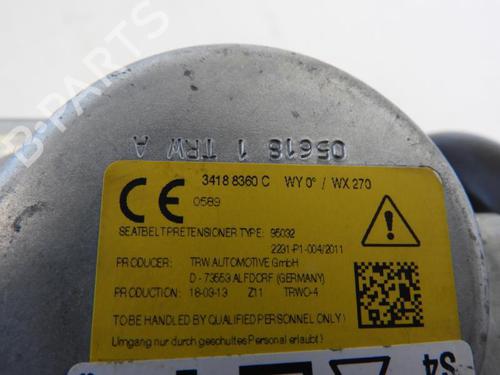 B-PARTS
05618 1 TRW A
3418 8360 C WY 0° / WX 270
CE
0589
SEATBELT PRETENSIONER TYPE: 95032
2231-P1-004/2011
PRODUCER: TRW AUTOMOTIVE GmbH
D - 73553 ALFDORF (GERMANY)
PRODUCTION: 18-03-13 Z11 TRWO-4
TO BE HANDLED BY QUALIFIED PERSONNEL ONLY!
Umgang nur durch geschultes Personal erlaubt!
S4